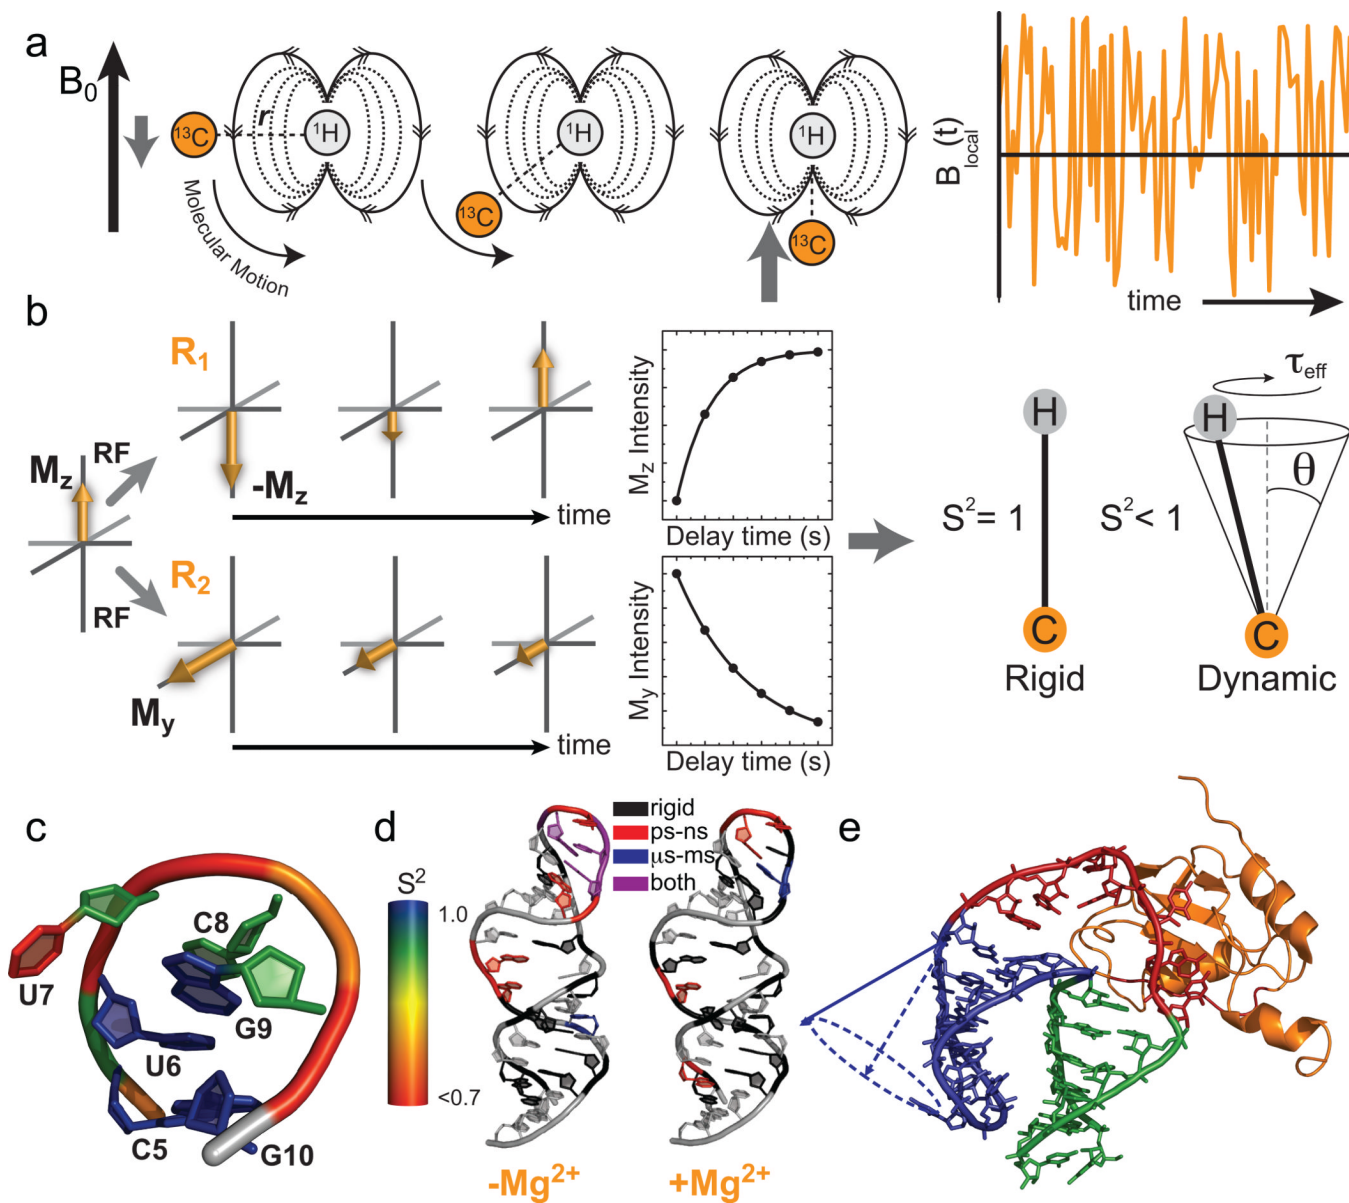 a
B0
13C
r
1H
Molecular Motion
1H
13C
1H
13C
Blocal (t)
time
b
R1
Mz
RF
-Mz
time
RF
R2
My
time
Mz Intensity
Delay time (s)
My Intensity
Delay time (s)
H
S2 = 1
C
Rigid
τeff
H
θ
S2 < 1
C
Dynamic
c
U7
C8
G9
U6
C5
G10
S2
1.0
<0.7
d
rigid
ps-ns
μs-ms
both
-Mg2+
+Mg2+
e